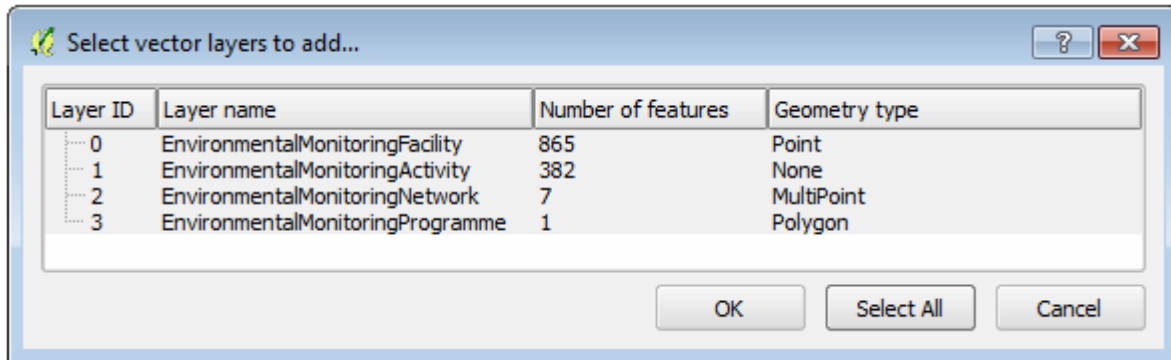 Select vector layers to add...
?
Layer ID Layer name Number of features Geometry type
0 EnvironmentalMonitoringFacility 865 Point
1 EnvironmentalMonitoringActivity 382 None
2 EnvironmentalMonitoringNetwork 7 MultiPoint
3 EnvironmentalMonitoringProgramme 1 Polygon
OK Select All Cancel